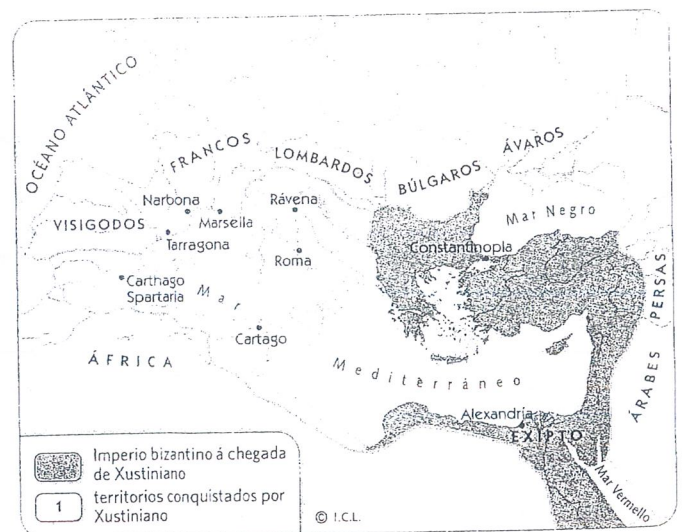 OCÉANO ATLÁNTICO
FRANCOS
LOMBARDOS
BÚLGAROS
ÁVAROS
Narbona
Marsella
Rávena
Mar Negro
VISIGODOS
Tarragona
Roma
Constantinopla
Carthago
Spartaria
Mar
Mediterráneo
Cartago
ÁFRICA
Alexandría
EXIPTO
Mar Vermello
ÁRABES
PERSAS
Imperio bizantino á chegada
de Xustiniano
1
territorios conquistados por
Xustiniano
© I.C.L.